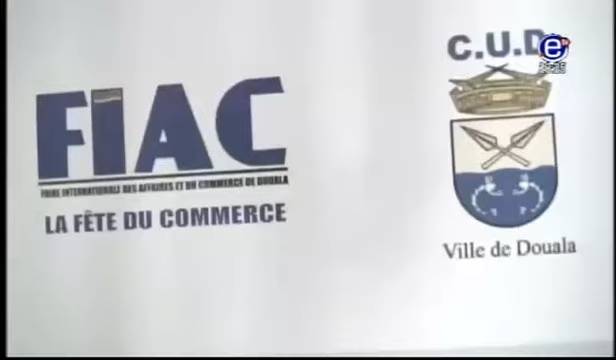 FIAC
FOIRE INTERNATIONALE DES AFFAIRES ET DU COMMERCE DE DOUALA
LA FÊTE DU COMMERCE
C.U.D
Ville de Douala